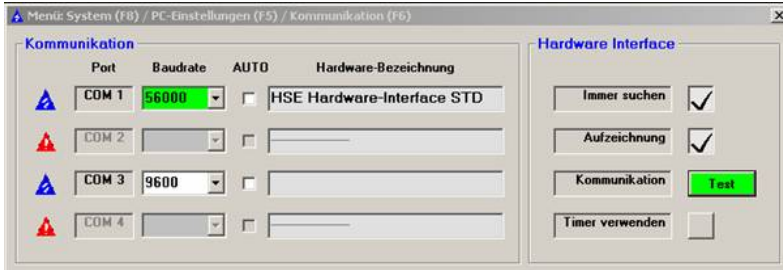 Menü: System (F8) / PC-Einstellungen (F5) / Kommunikation (F6)
Kommunikation
Port Baudrate AUTO Hardware-Bezeichnung
COM 1 56000 HSE Hardware-Interface STD
COM 2
COM 3 9600
COM 4
Hardware Interface
Immer suchen
Aufzeichnung
Kommunikation Test
Timer verwenden